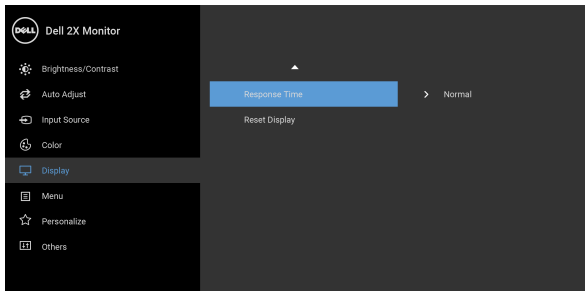 DELL Dell 2X Monitor
Brightness/Contrast
Auto Adjust
Response Time Normal
Input Source
Reset Display
Color
Display
Menu
Personalize
Others